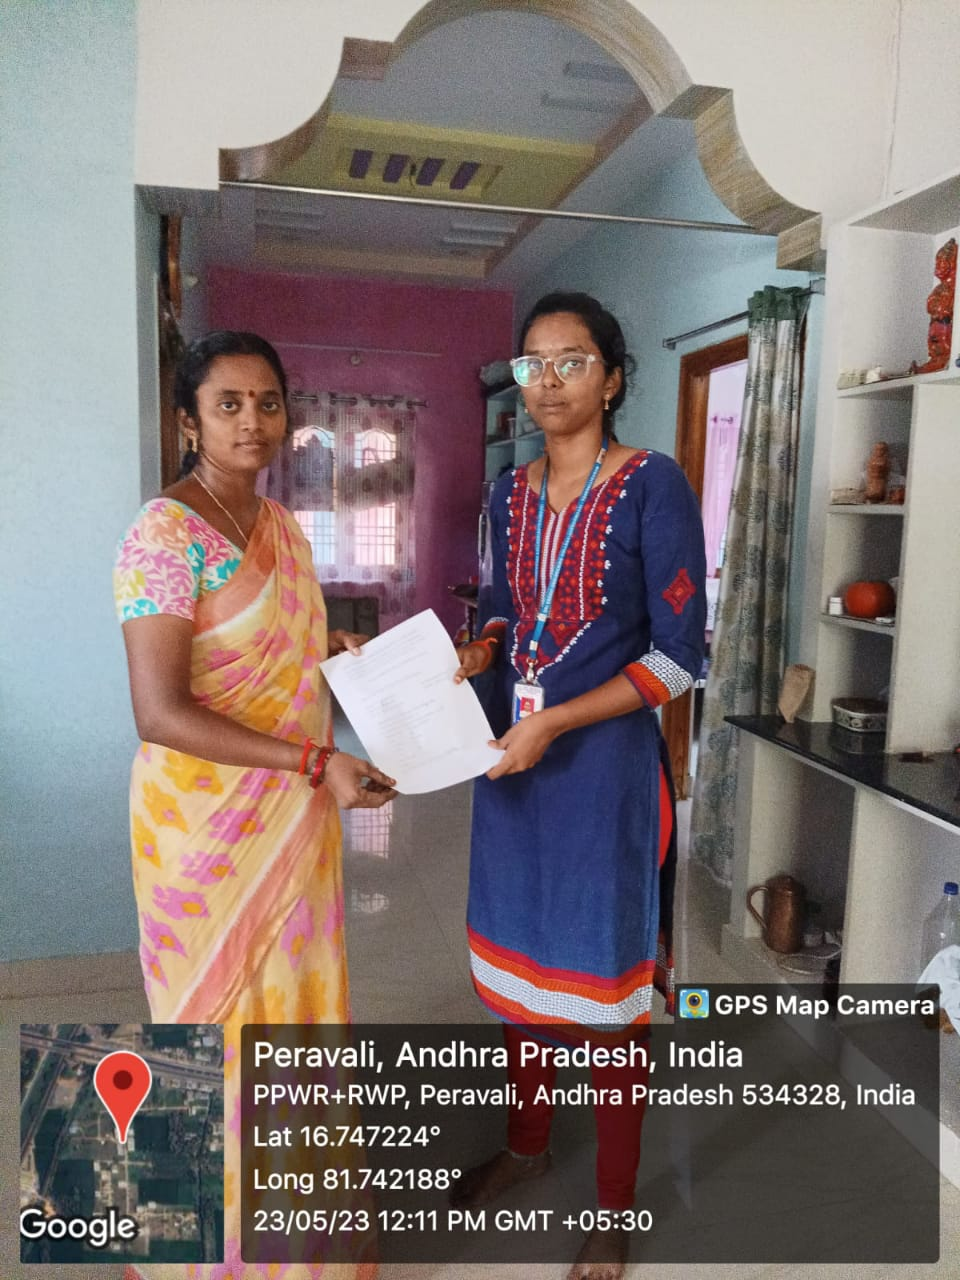 GPS Map Camera
Peravali, Andhra Pradesh, India
PPWR+RWP, Peravali, Andhra Pradesh 534328, India
Lat 16.747224°
Long 81.742188°
23/05/23 12:11 PM GMT +05:30
Google